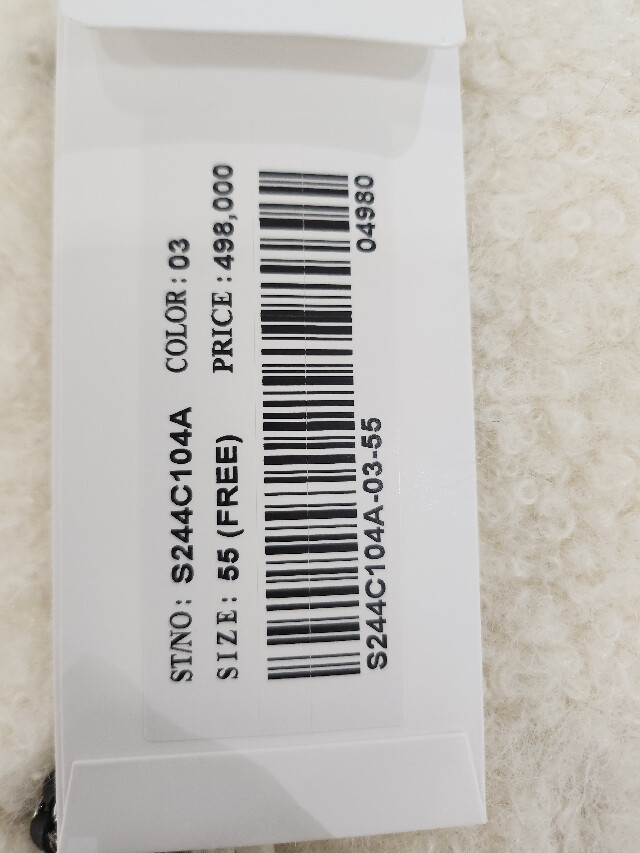 ST/NO : S244C104A COLOR : 03
SIZE : 55 (FREE) PRICE : 498,000
S244C104A-03-55 04980